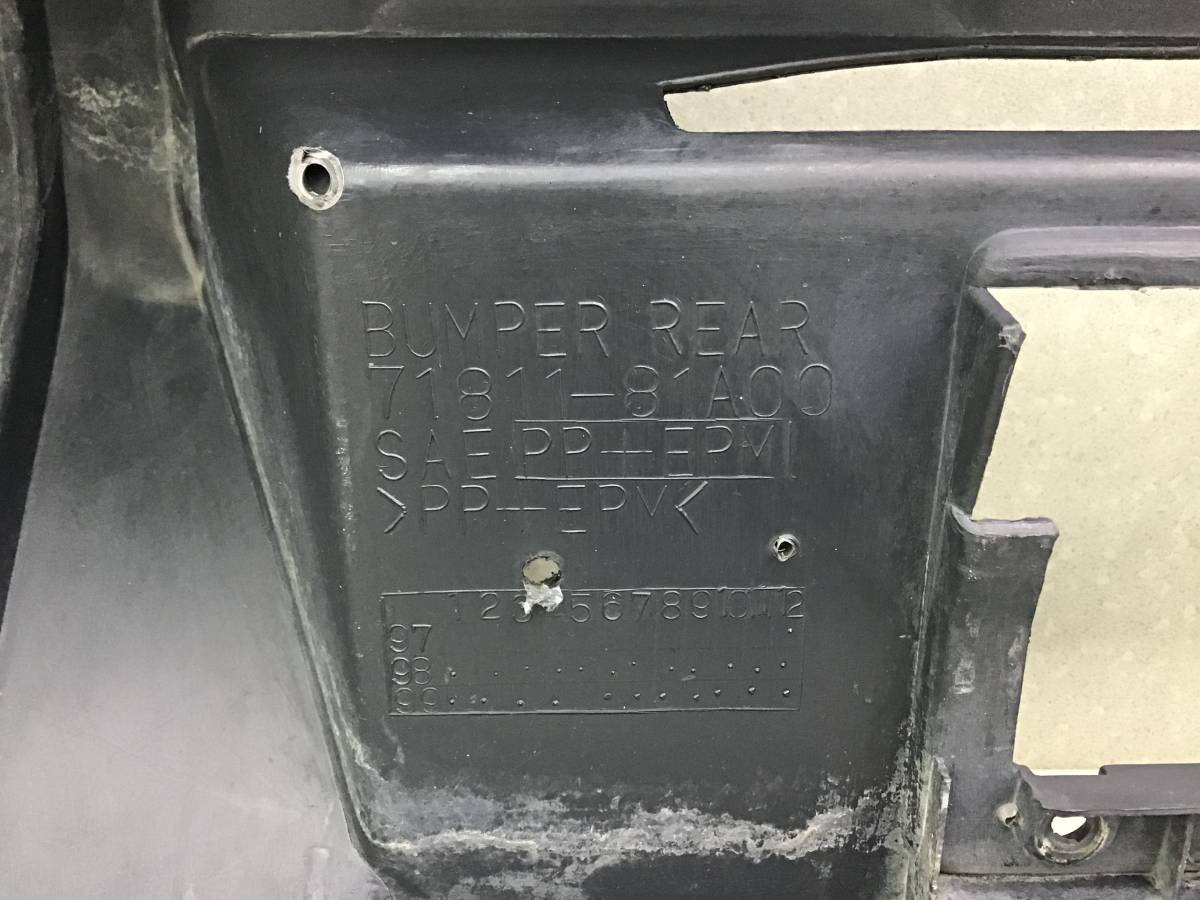 BUMPER REAR
71811-81A00
SAE PP+EPM
>PP+EPM<
1 2 3 5 6 7 8 9 10 11 12
97
98
99